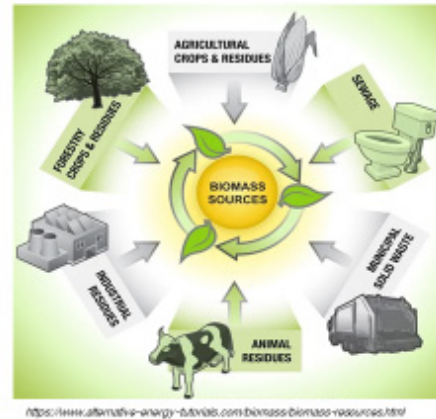 AGRICULTURAL
CROPS & RESIDUES
SEWAGE
FORESTRY
CROPS & RESIDUES
BIOMASS
SOURCES
INDUSTRIAL
RESIDUES
MUNICIPAL
SOLID WASTE
ANIMAL
RESIDUES
https://www.alternative-energy-tutorials.com/biomass/biomass-resources.html